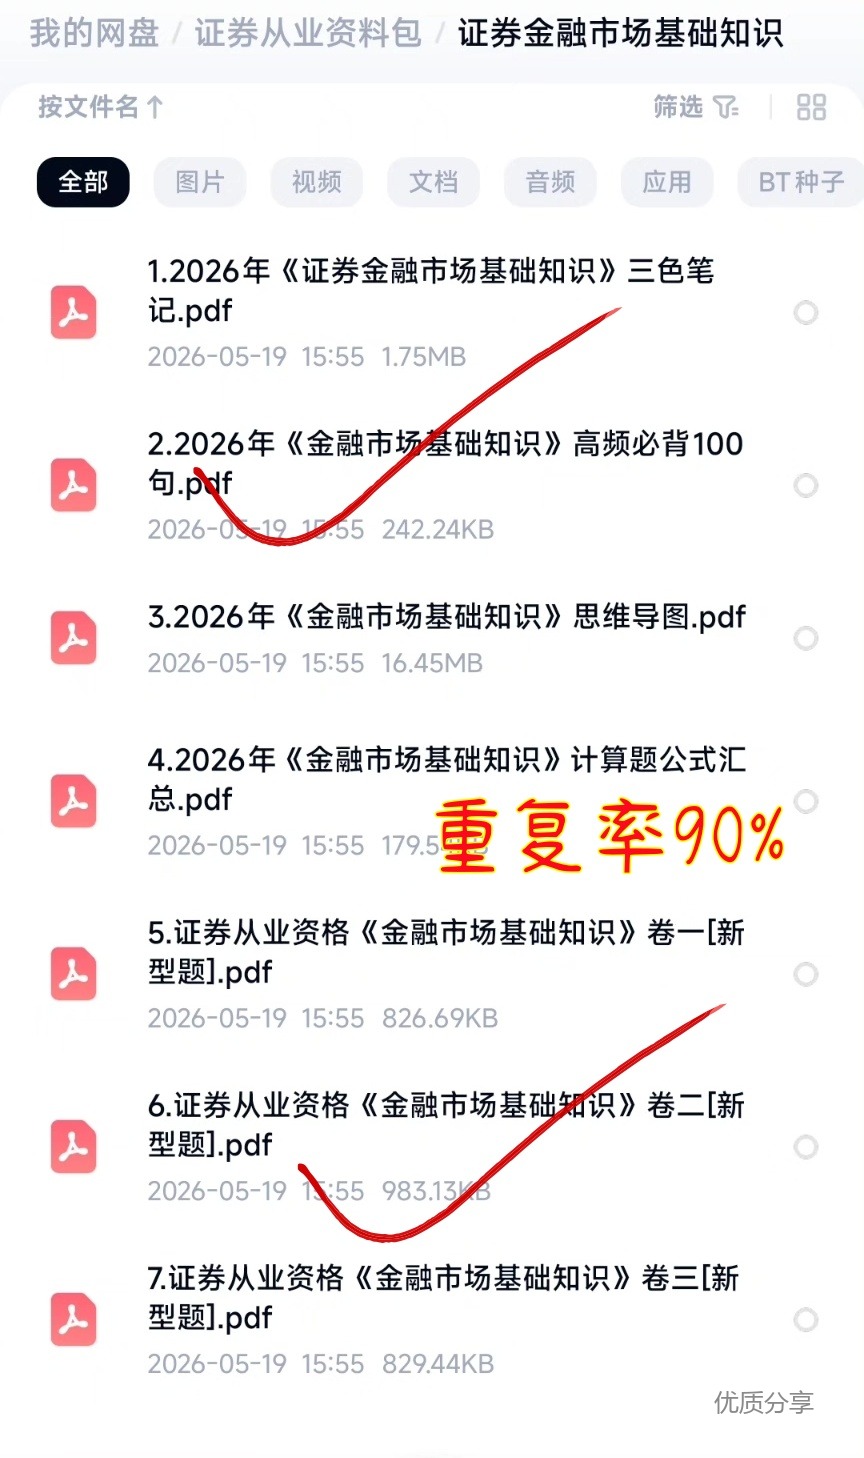 我的网盘 / 证券从业资料包 / 证券金融市场基础知识
按文件名↑ 筛选
全部 图片 视频 文档 音频 应用 BT种子
1.2026年《证券金融市场基础知识》三色笔
记.pdf
2026-05-19 15:55 1.75MB
2.2026年《金融市场基础知识》高频必背100
句.pdf
2026-05-19 15:55 242.24KB
3.2026年《金融市场基础知识》思维导图.pdf
2026-05-19 15:55 16.45MB
4.2026年《金融市场基础知识》计算题公式汇
总.pdf
2026-05-19 15:55
重复率90%
5.证券从业资格《金融市场基础知识》卷一[新
型题].pdf
2026-05-19 15:55 826.69KB
6.证券从业资格《金融市场基础知识》卷二[新
型题].pdf
2026-05-19 15:55 983.13KB
7.证券从业资格《金融市场基础知识》卷三[新
型题].pdf
2026-05-19 15:55 829.44KB
优质分享